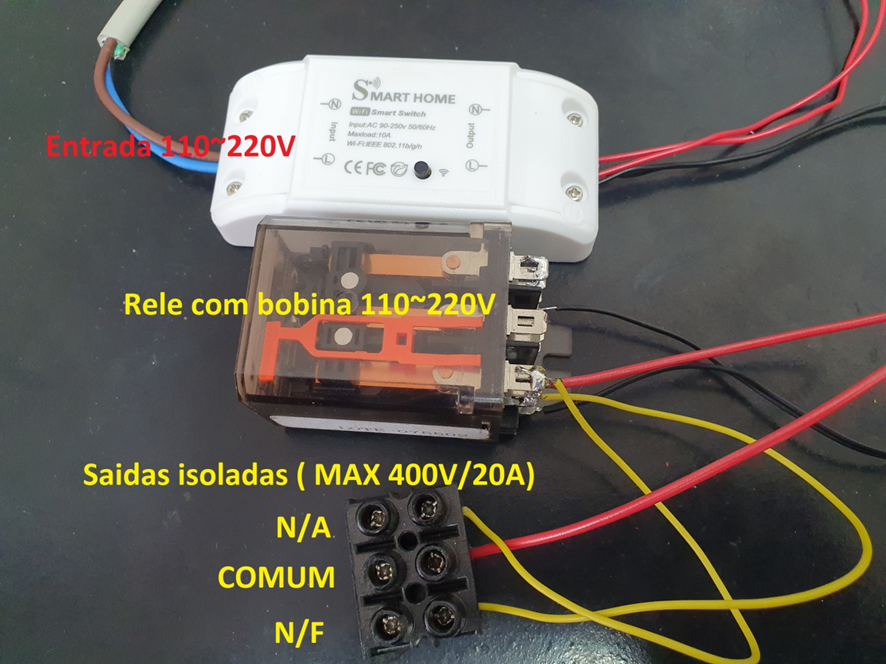 SMART HOME
N
WiFi Smart Switch
N
Input
Input:AC 90-250v 50/60Hz
Maxload:10A
Wi-Fi:IEEE 802.11b/g/n
Output
L
CE FC
L
Entrada 110~220V
Rele com bobina 110~220V
Saidas isoladas ( MAX 400V/20A)
N/A
COMUM
N/F